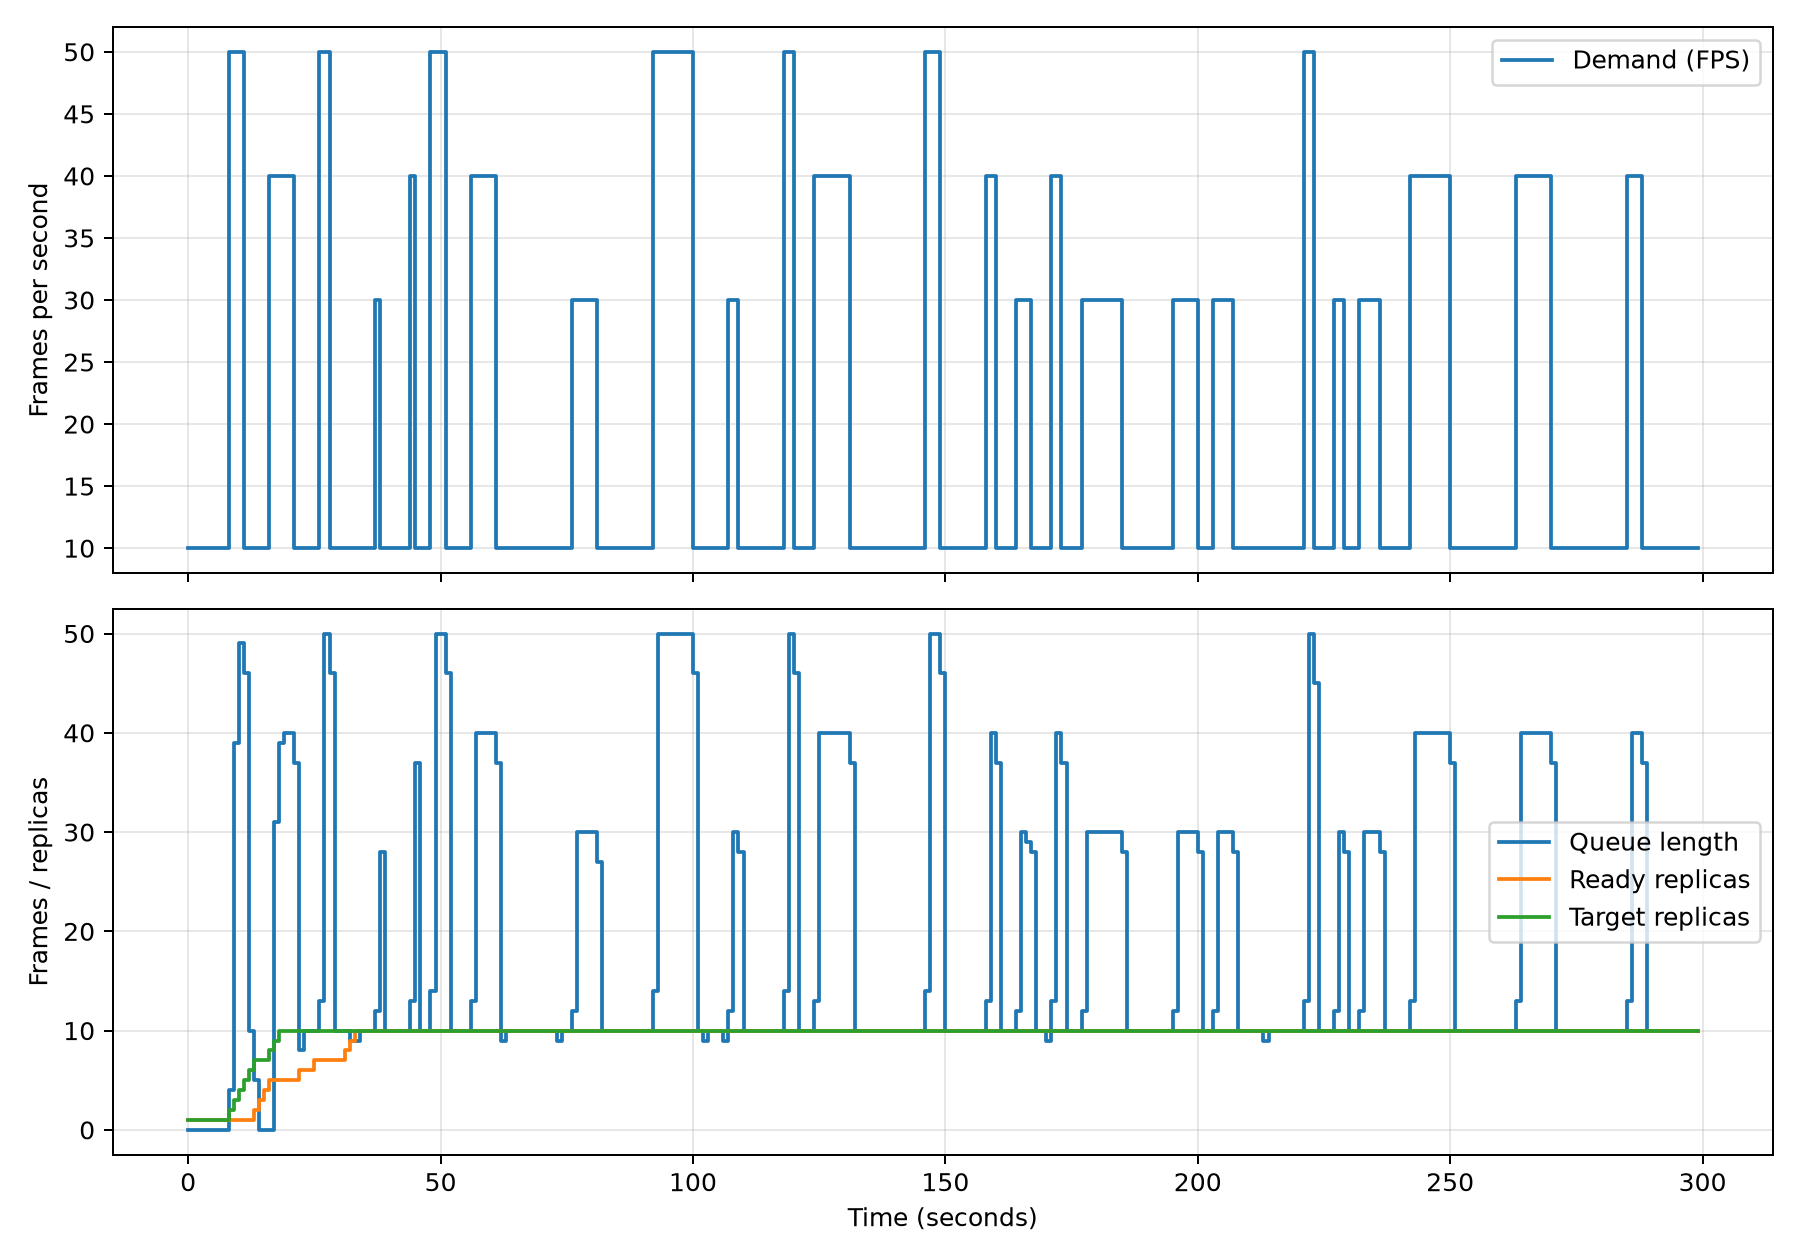 50
45
40
35
30
25
20
15
10
Frames per second
Demand (FPS)
50
40
30
20
10
0
Frames / replicas
Queue length
Ready replicas
Target replicas
0 50 100 150 200 250 300
Time (seconds)